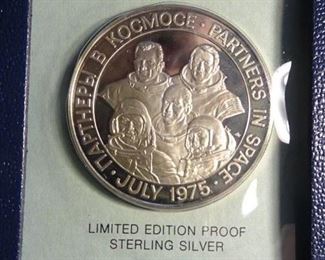 ПАРТНЕРЫ В КОСМОСЕ · PARTNERS IN SPACE ·
JULY 1975 ·
LIMITED EDITION PROOF
STERLING SILVER